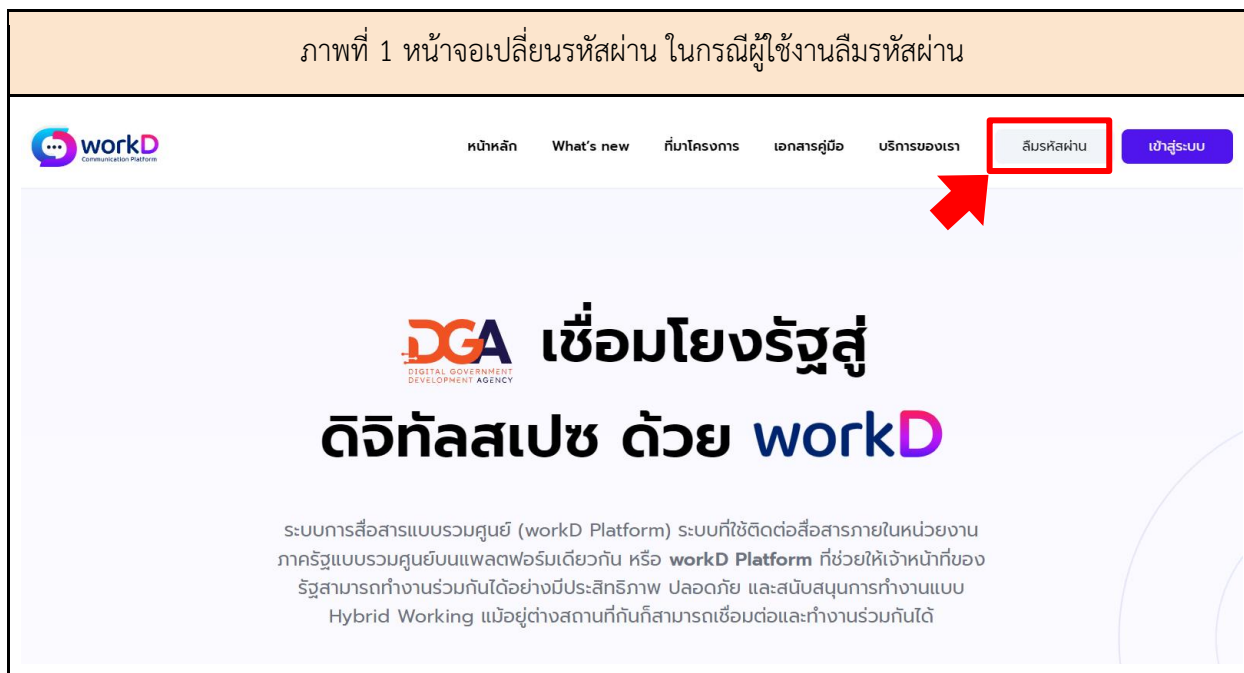 ภาพที่ 1 หน้าจอเปลี่ยนรหัสผ่าน ในกรณีผู้ใช้งานลืมรหัสผ่าน
workD
Communication Platform
หน้าหลัก What's new ที่มาโครงการ เอกสารคู่มือ บริการของเรา ลืมรหัสผ่าน เข้าสู่ระบบ
DGA เชื่อมโยงรัฐสู่
DIGITAL GOVERNMENT
DEVELOPMENT AGENCY
ดิจิทัลสเปซ ด้วย workD
ระบบการสื่อสารแบบรวมศูนย์ (workD Platform) ระบบที่ใช้ติดต่อสื่อสารภายในหน่วยงาน
ภาครัฐแบบรวมศูนย์บนแพลตฟอร์มเดียวกัน หรือ workD Platform ที่ช่วยให้เจ้าหน้าที่ของ
รัฐสามารถทำงานร่วมกันได้อย่างมีประสิทธิภาพ ปลอดภัย และสนับสนุนการทำงานแบบ
Hybrid Working แม้อยู่ต่างสถานที่กันก็สามารถเชื่อมต่อและทำงานร่วมกันได้